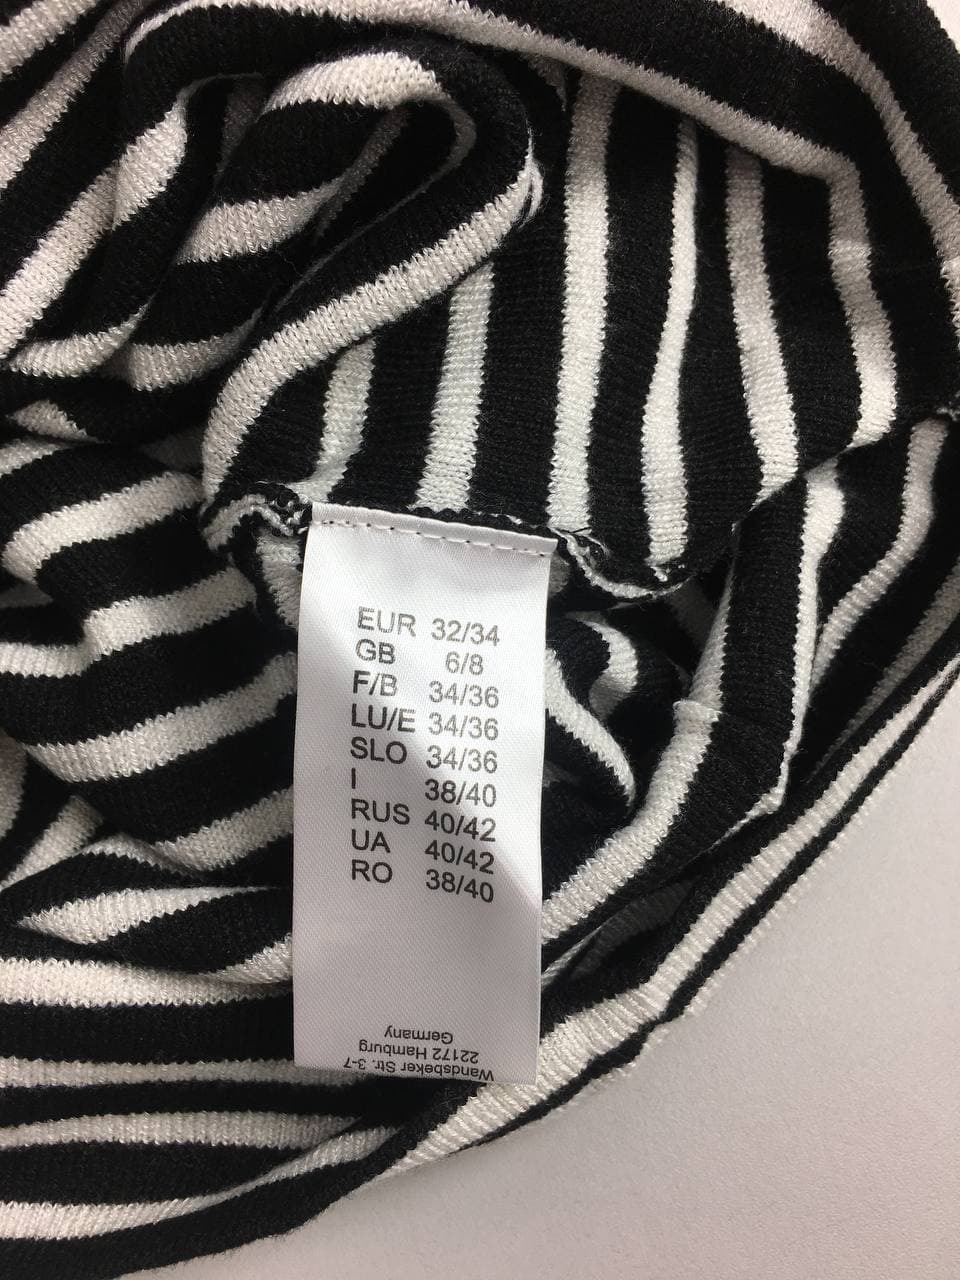 EUR 32/34
GB 6/8
F/B 34/36
LU/E 34/36
SLO 34/36
I 38/40
RUS 40/42
UA 40/42
RO 38/40
Wandsbeker Str. 3-7
22172 Hamburg
Germany